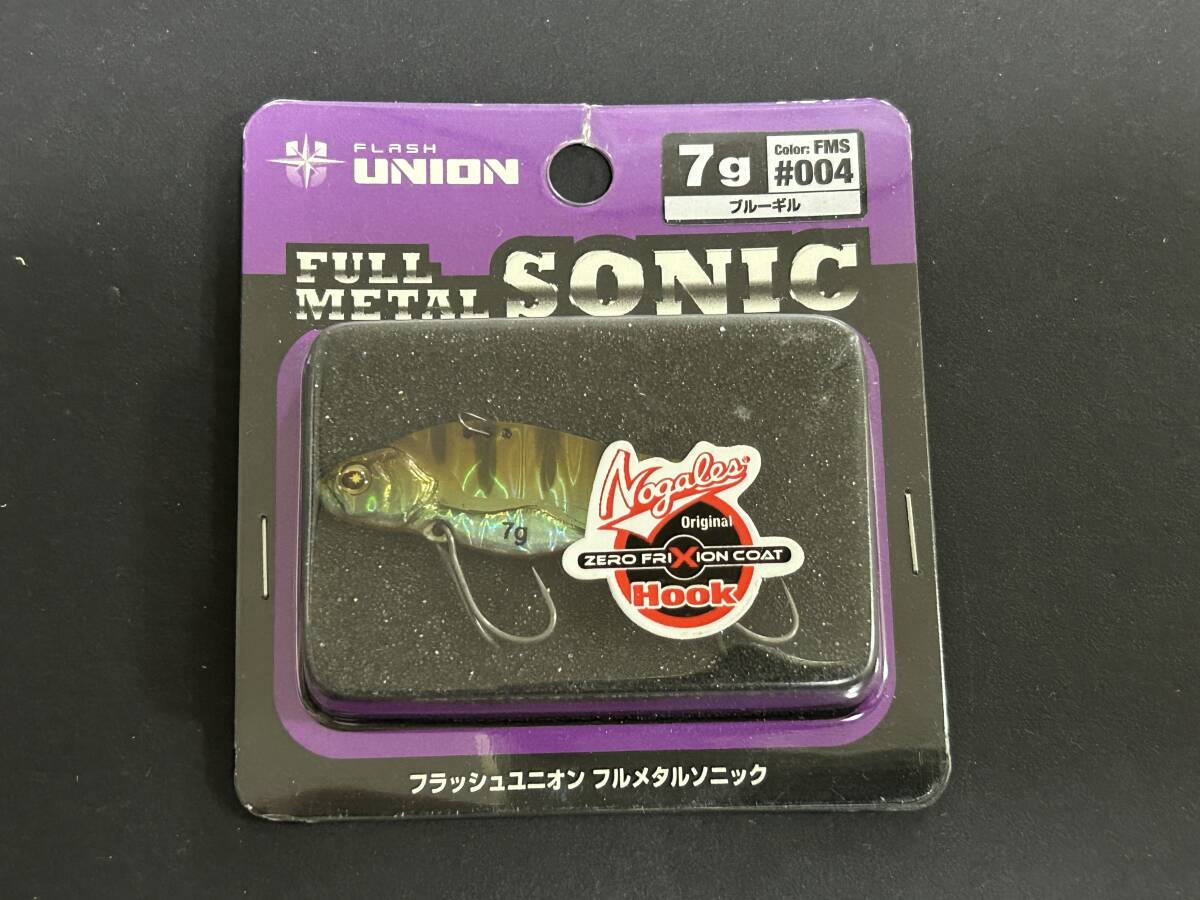 FLASH
UNION
7g
Color: FMS
#004
ブルーギル
FULL
METAL
SONIC
7g
Nogales
Original
ZERO FRIXION COAT
Hook
フラッシュユニオン フルメタルソニック